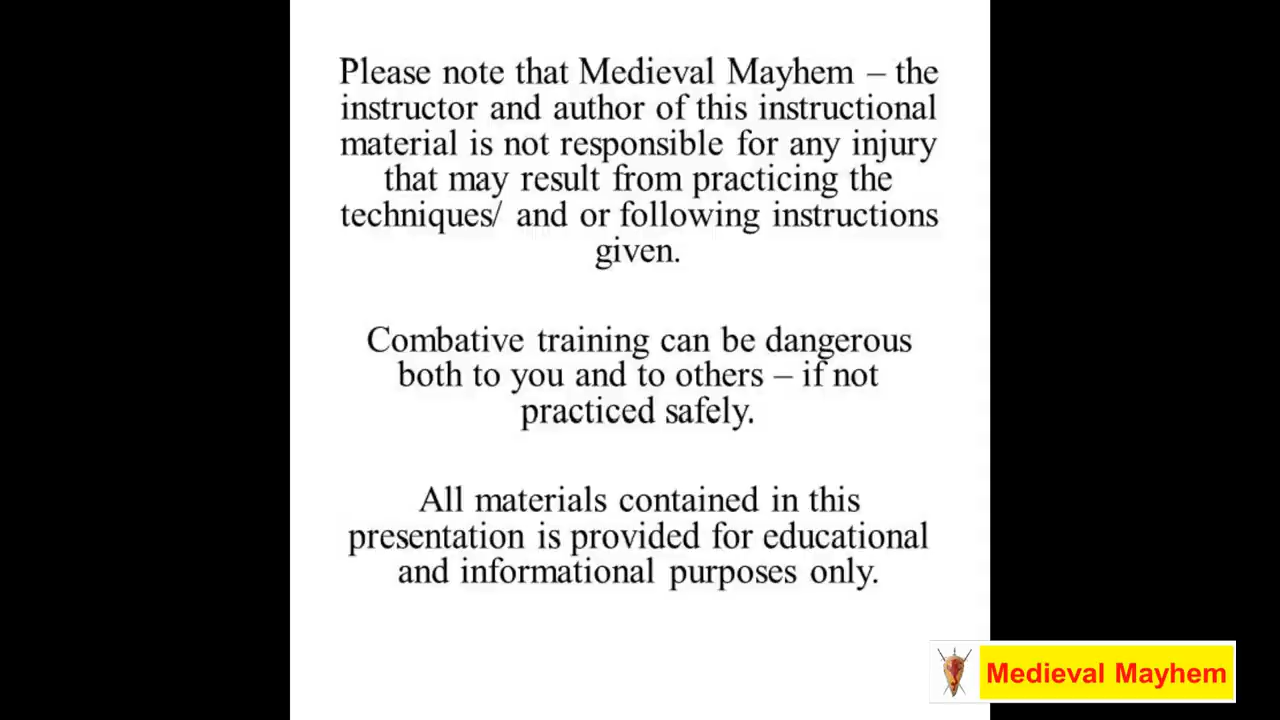 Please note that Medieval Mayhem – the
instructor and author of this instructional
material is not responsible for any injury
that may result from practicing the
techniques/ and or following instructions
given.
Combative training can be dangerous
both to you and to others – if not
practiced safely.
All materials contained in this
presentation is provided for educational
and informational purposes only.
Medieval Mayhem